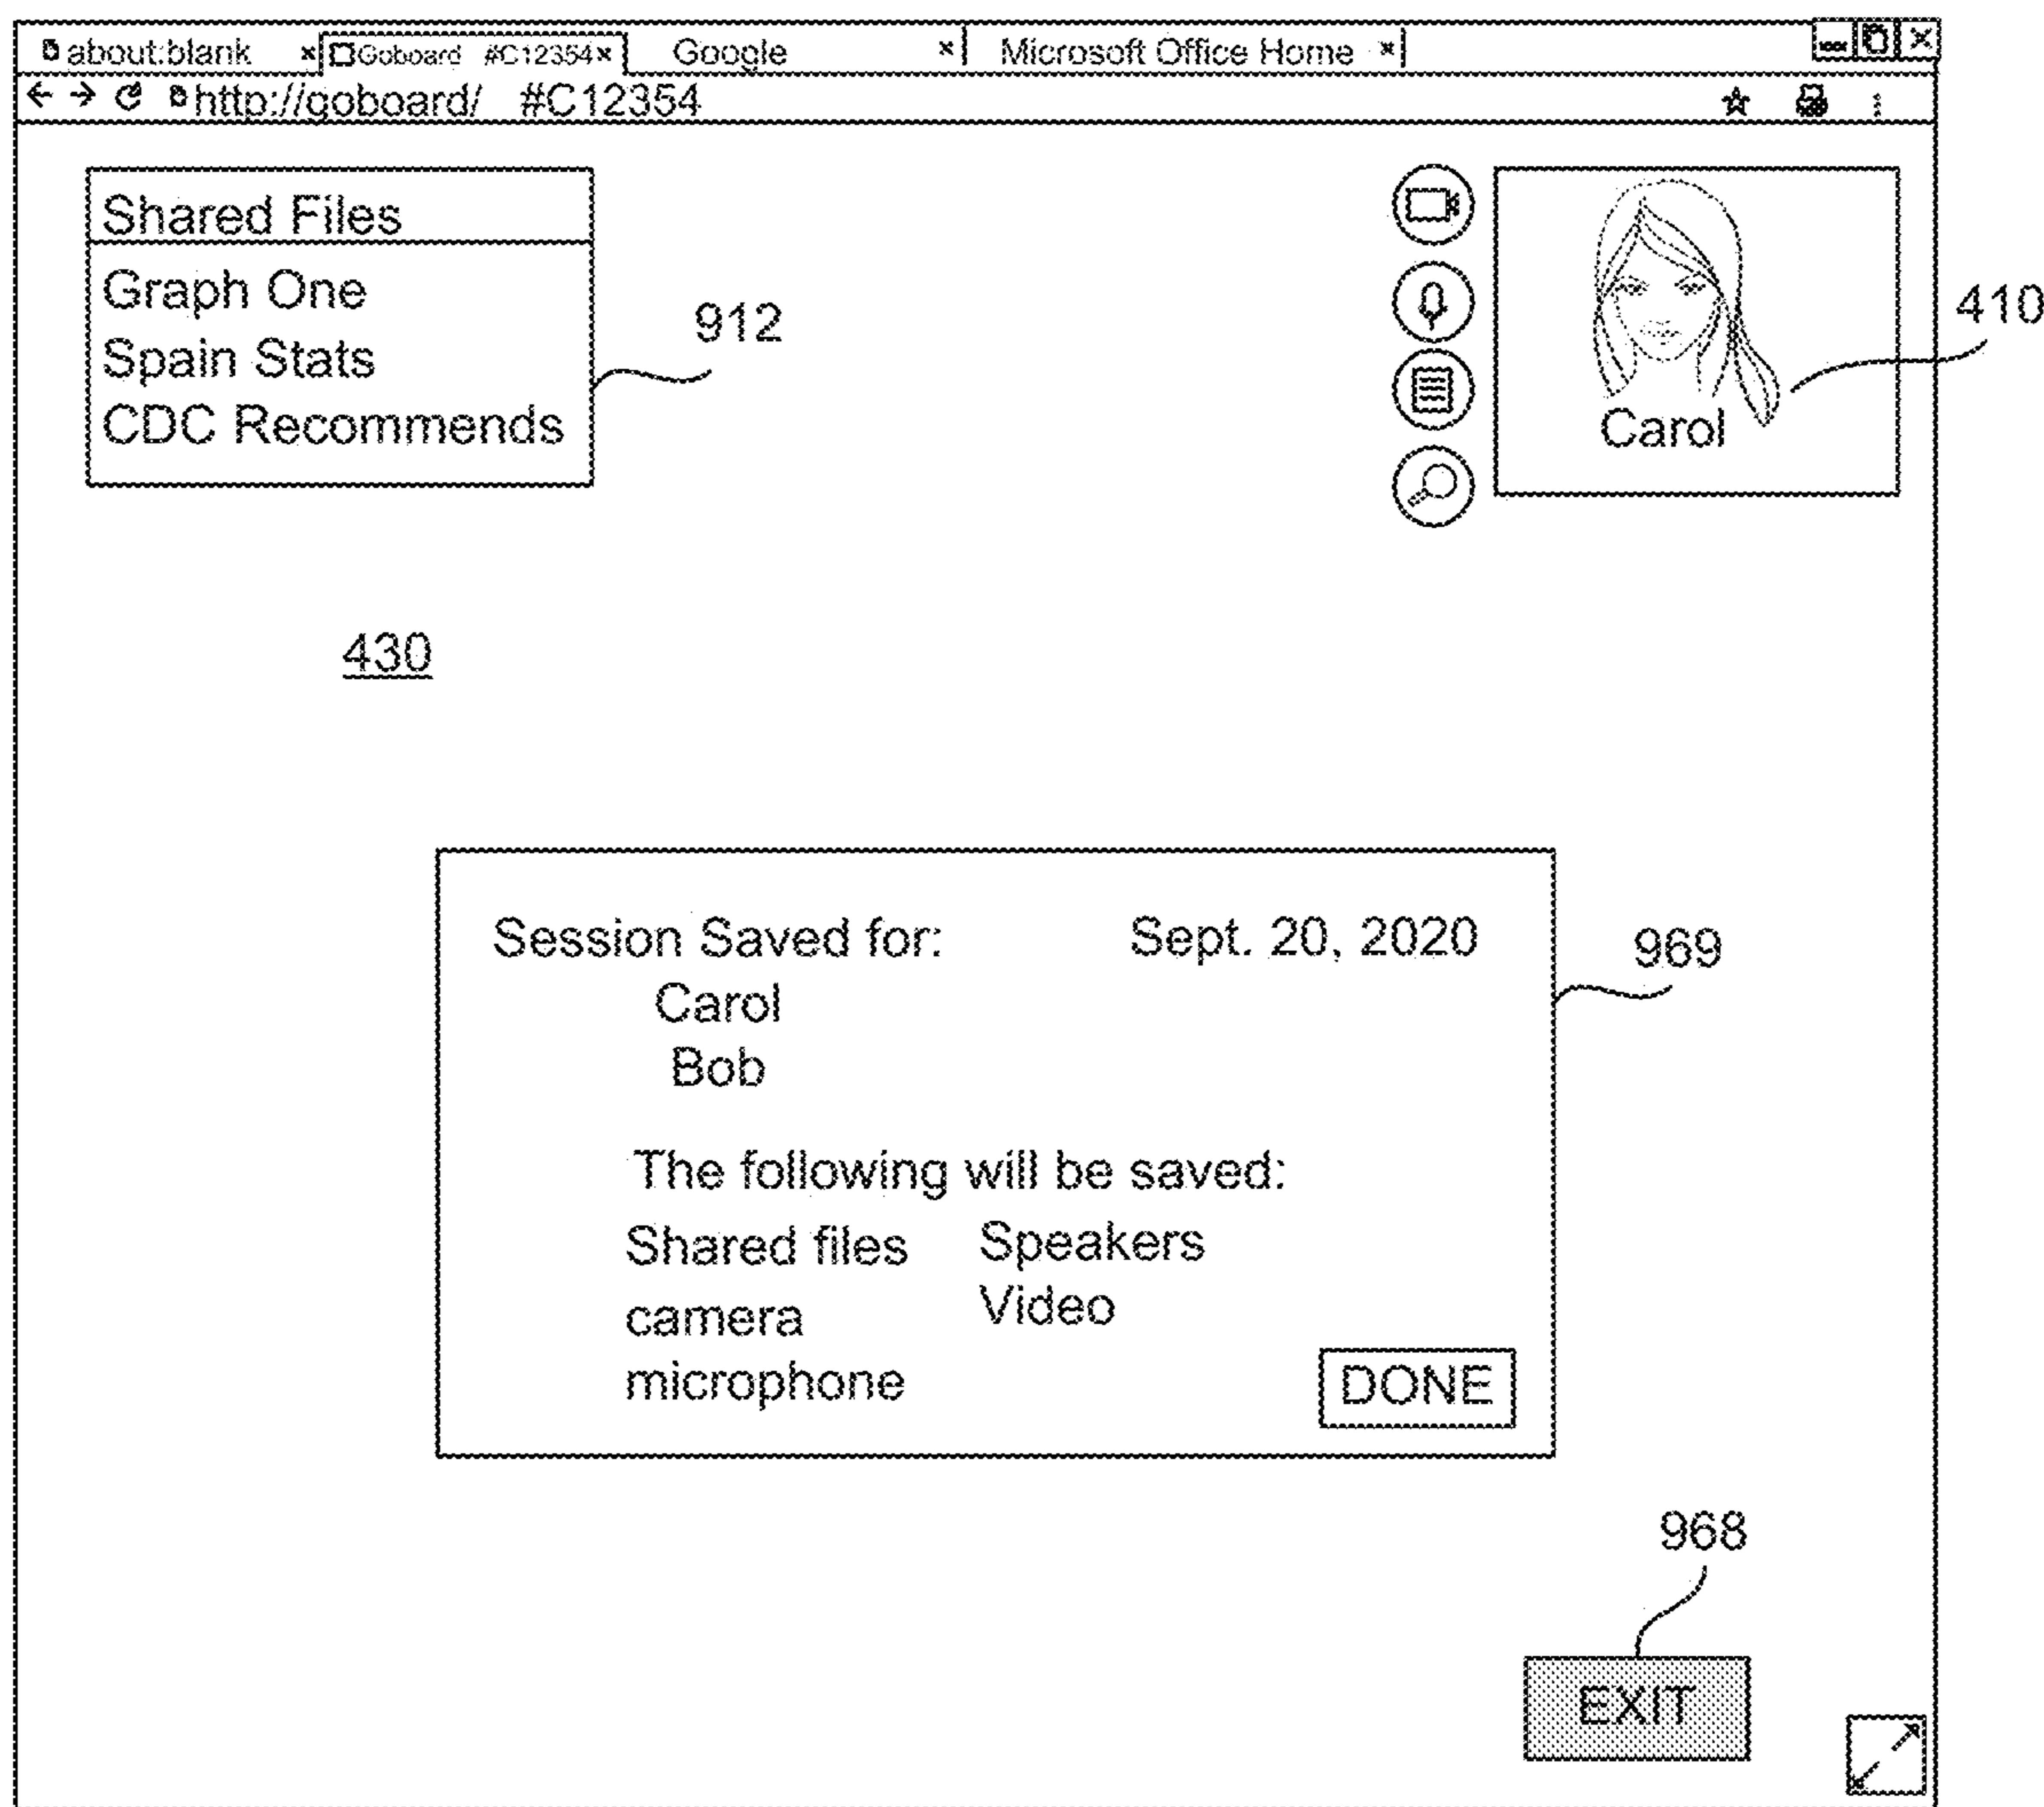 about:blank × Goboard #C12354 × Google × Microsoft Office Home ×
http://goboard/ #C12354
Shared Files
Graph One
Spain Stats
CDC Recommends
912
Carol
410
430
Session Saved for: Sept. 20, 2020
969
Carol
Bob
The following will be saved:
Shared files Speakers
camera Video
microphone DONE
968
EXIT